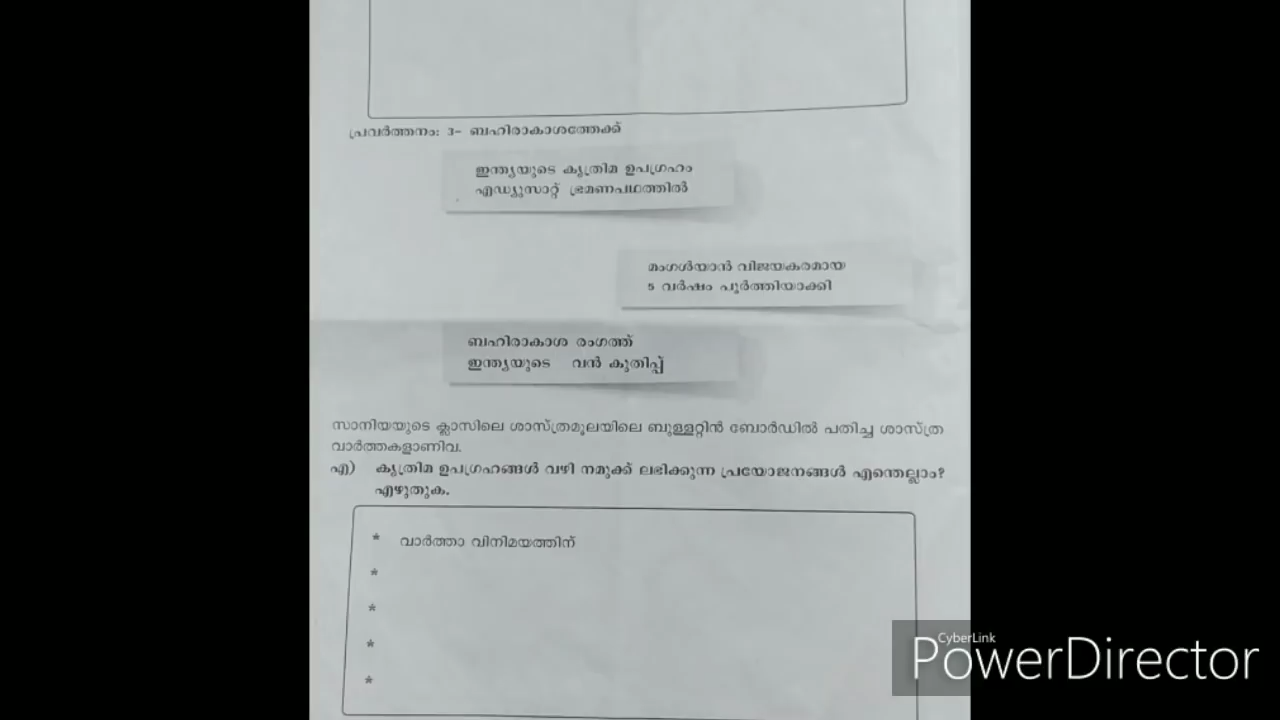 പ്രവർത്തനം: 3- ബഹിരാകാശത്തേക്ക്
ഇന്ത്യയുടെ കൃത്രിമ ഉപഗ്രഹം
എഡ്യുസാറ്റ് ഭ്രമണപഥത്തിൽ
മംഗൾയാൻ വിജയകരമായ
5 വർഷം പൂർത്തിയാക്കി
ബഹിരാകാശ രംഗത്ത്
ഇന്ത്യയുടെ വൻ കുതിപ്പ്
സാനിയയുടെ ക്ലാസിലെ ശാസ്ത്രമൂലയിലെ ബുള്ളറ്റിൻ ബോർഡിൽ പതിച്ച ശാസ്ത്ര
വാർത്തകളാണിവ.
എ) കൃത്രിമ ഉപഗ്രഹങ്ങൾ വഴി നമുക്ക് ലഭിക്കുന്ന പ്രയോജനങ്ങൾ എന്തെല്ലാം?
എഴുതുക.
* വാർത്താ വിനിമയത്തിന്
*
*
*
*
CyberLink
PowerDirector